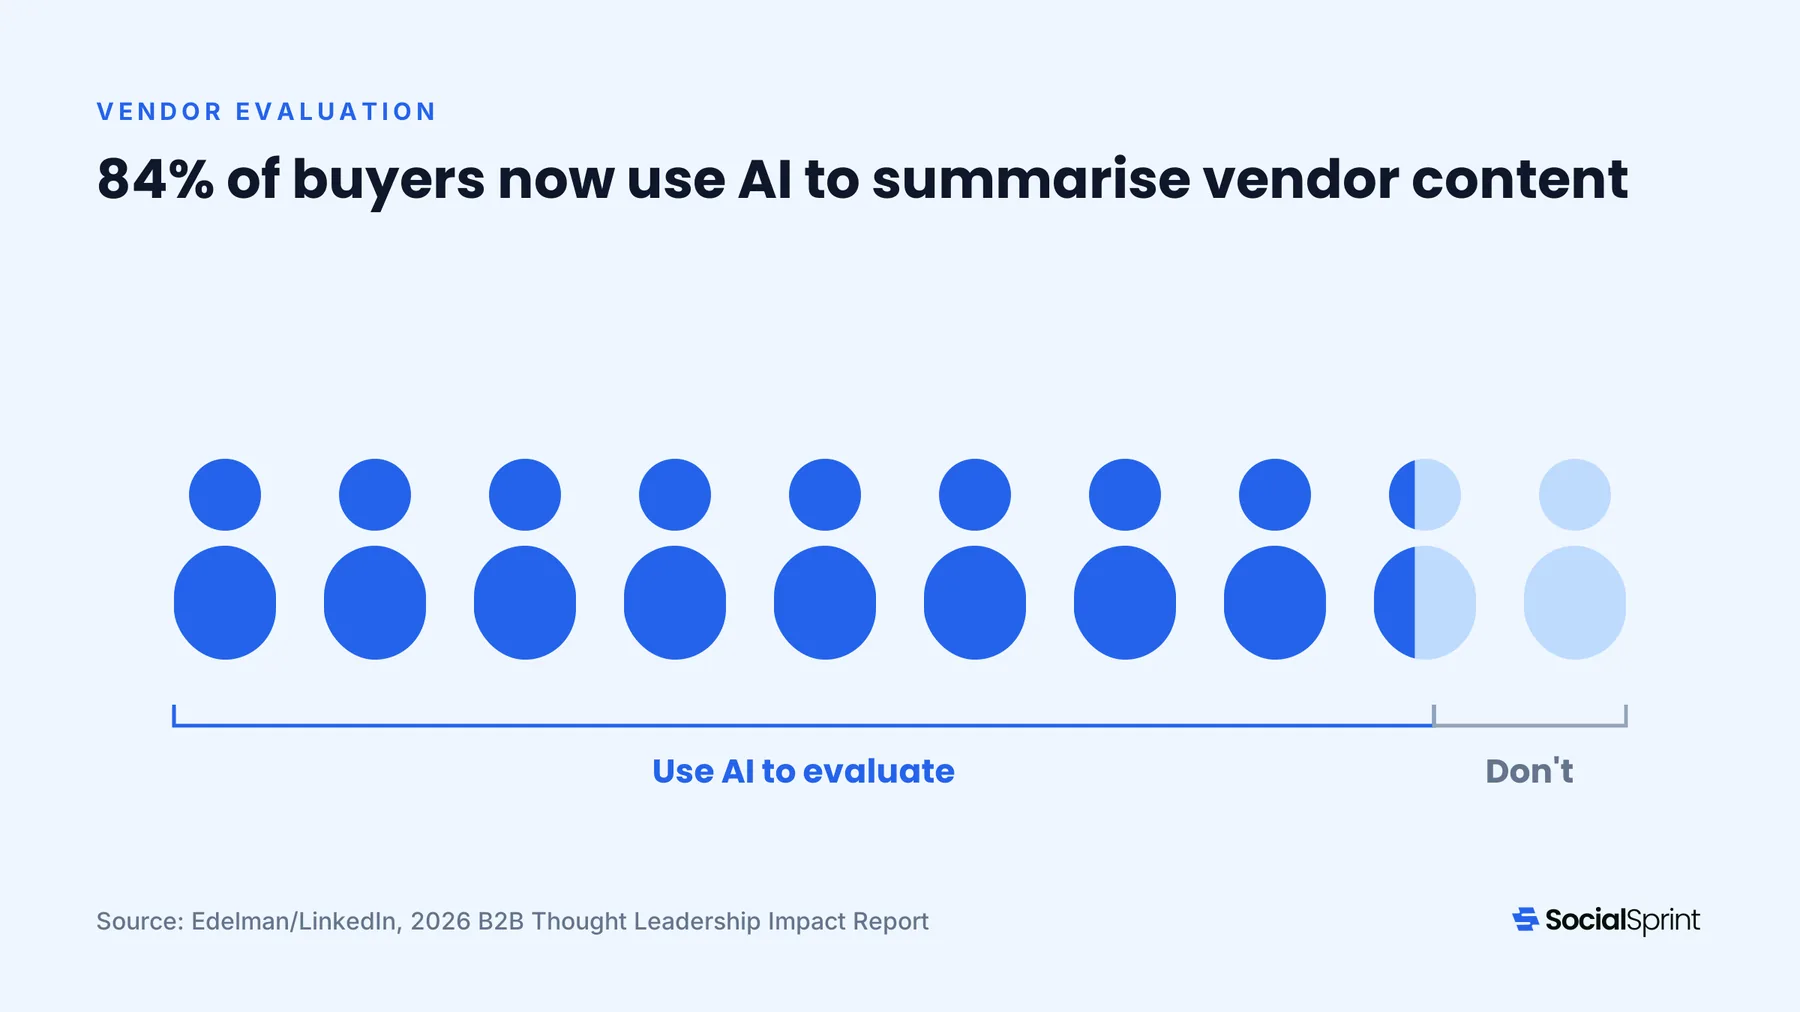 VENDOR EVALUATION
84% of buyers now use AI to summarise vendor content
Use AI to evaluate
Don't
Source: Edelman/LinkedIn, 2026 B2B Thought Leadership Impact Report
SocialSprint